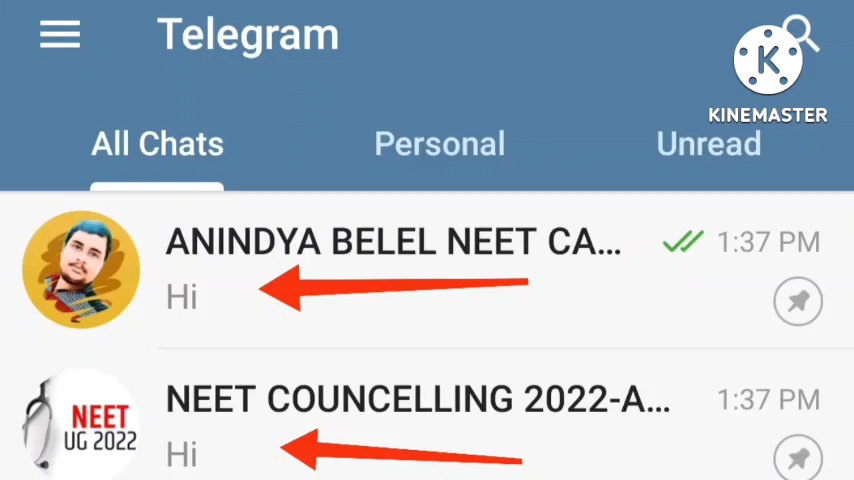 Telegram
K
KINEMASTER
All Chats Personal Unread
ANINDYA BELEL NEET CA... 1:37 PM
Hi
NEET COUNCELLING 2022-A... 1:37 PM
NEET
UG 2022
Hi